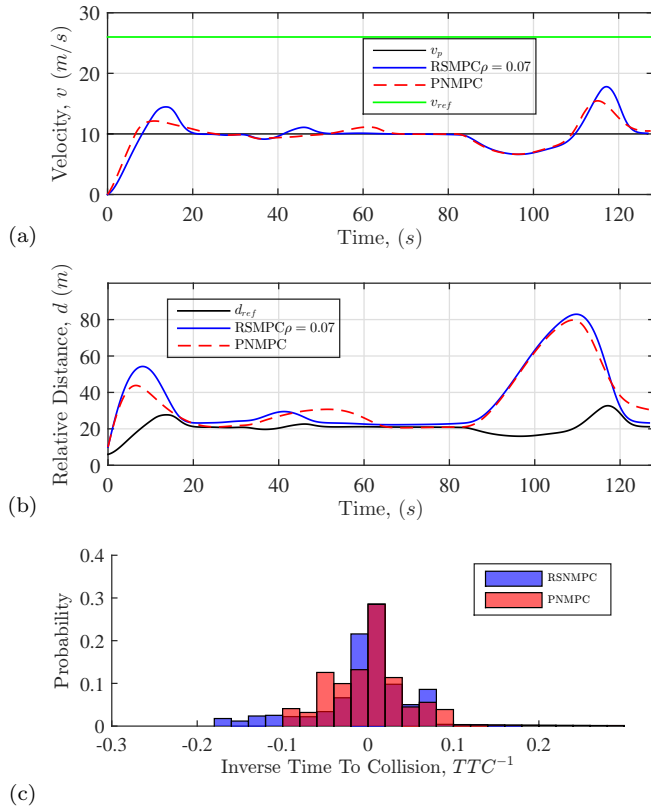 30
20
10
0
Velocity, v (m/s)
v_p
RSMPCρ = 0.07
PNMPC
v_ref
0 20 40 60 80 100 120
Time, (s)
(a)
80
60
40
20
0
Relative Distance, d (m)
d_ref
RSMPCρ = 0.07
PNMPC
0 20 40 60 80 100 120
Time, (s)
(b)
0.4
0.3
0.2
0.1
0
Probability
RSNMPC
PNMPC
-0.3 -0.2 -0.1 0 0.1 0.2
Inverse Time To Collision, TTC⁻¹
(c)